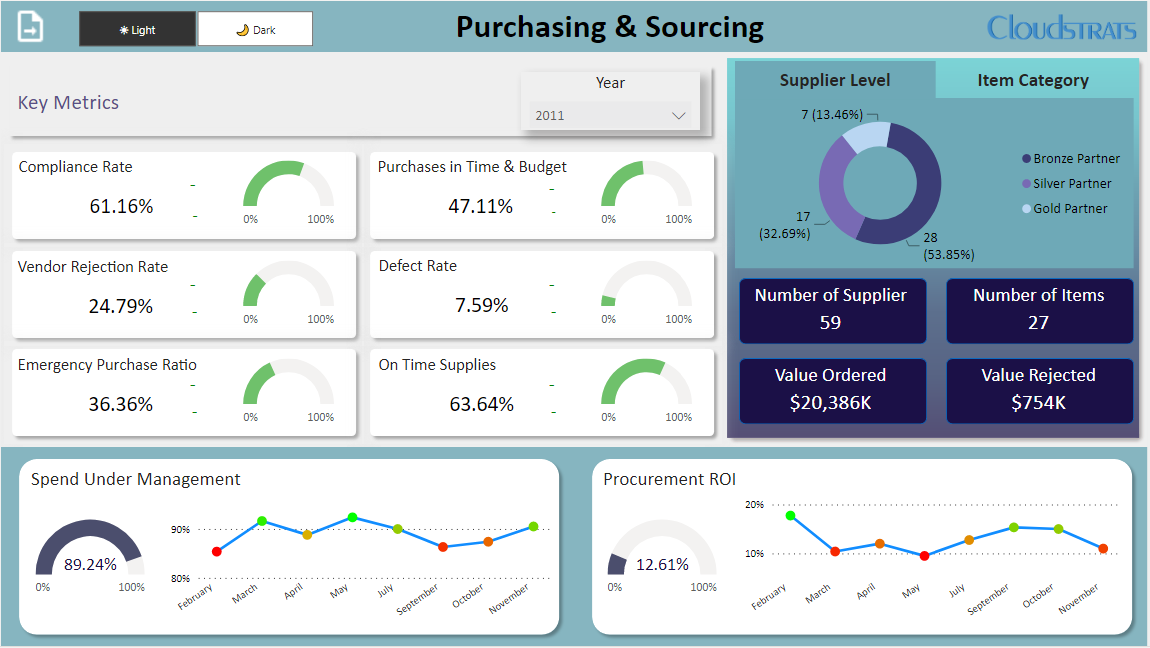 Light
Dark
Purchasing & Sourcing
CloudStrats
Key Metrics
Year
2011
Compliance Rate
61.16%
-
-
0%
100%
Purchases in Time & Budget
47.11%
-
-
0%
100%
Vendor Rejection Rate
24.79%
-
-
0%
100%
Defect Rate
7.59%
-
-
0%
100%
Emergency Purchase Ratio
36.36%
-
-
0%
100%
On Time Supplies
63.64%
-
-
0%
100%
Supplier Level
Item Category
7 (13.46%)
17
(32.69%)
28
(53.85%)
Bronze Partner
Silver Partner
Gold Partner
Number of Supplier
59
Number of Items
27
Value Ordered
$20,386K
Value Rejected
$754K
Spend Under Management
89.24%
0%
100%
90%
80%
February
March
April
May
July
September
October
November
Procurement ROI
12.61%
0%
100%
20%
10%
February
March
April
May
July
September
October
November